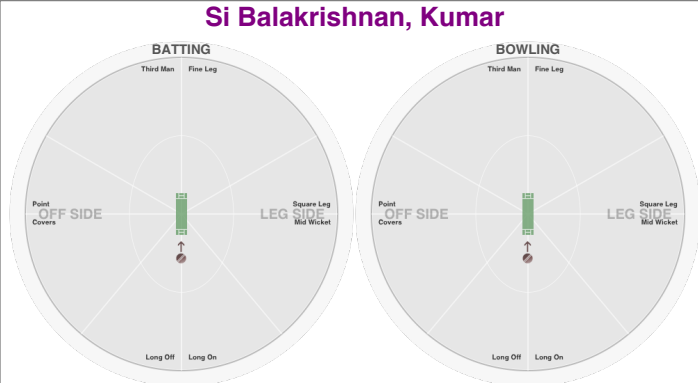 Si Balakrishnan, Kumar
BATTING
Third Man
Fine Leg
Point
OFF SIDE
Covers
Square Leg
LEG SIDE
Mid Wicket
Long Off
Long On
BOWLING
Third Man
Fine Leg
Point
OFF SIDE
Covers
Square Leg
LEG SIDE
Mid Wicket
Long Off
Long On